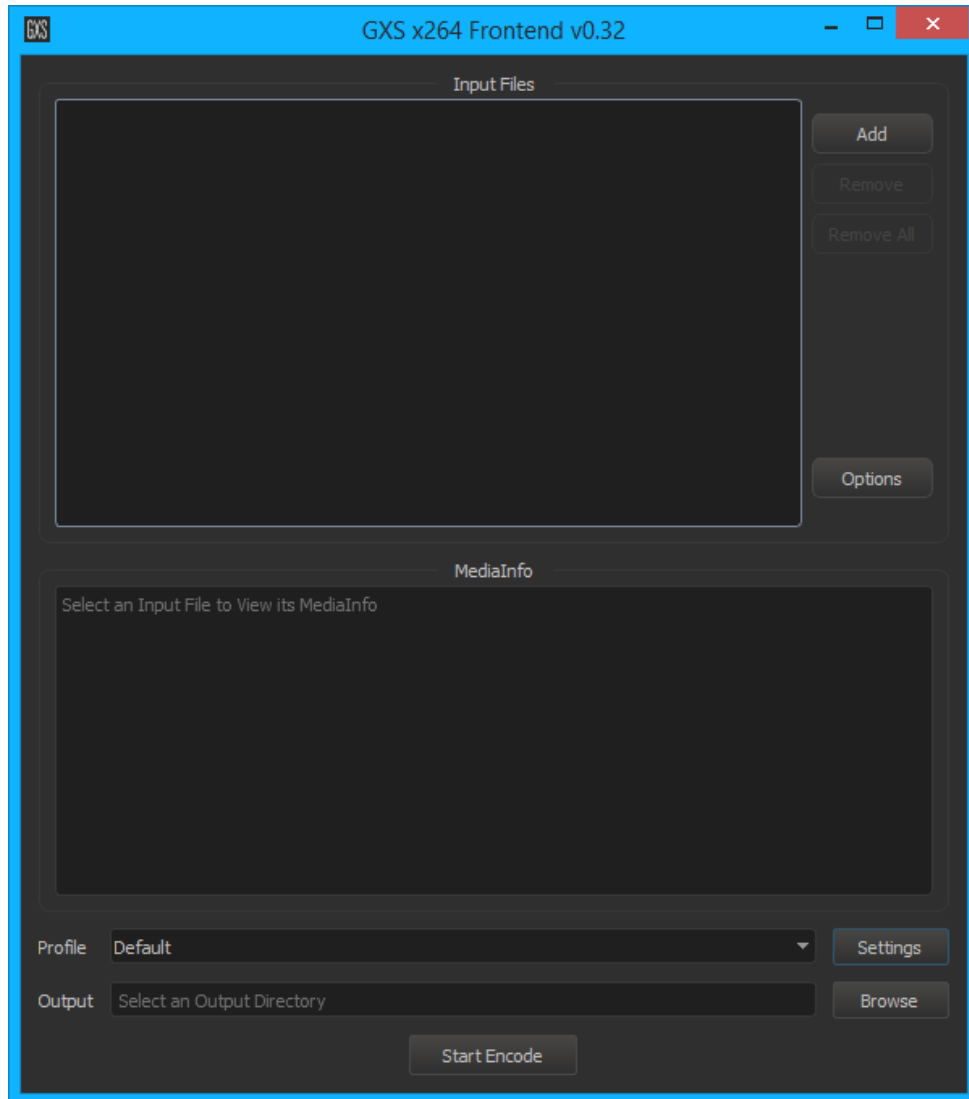 GXS
GXS x264 Frontend v0.32
Input Files
Add
Remove
Remove All
Options
MediaInfo
Select an Input File to View its MediaInfo
Profile Default Settings
Output Select an Output Directory Browse
Start Encode